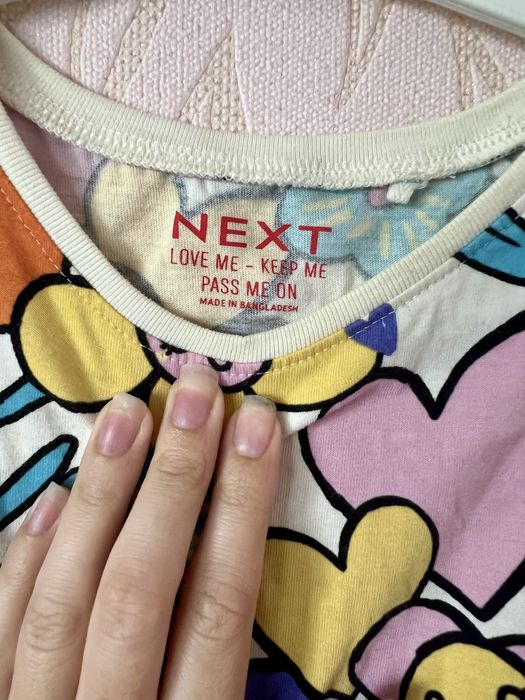 NEXT
LOVE ME - KEEP ME
PASS ME ON
MADE IN BANGLADESH